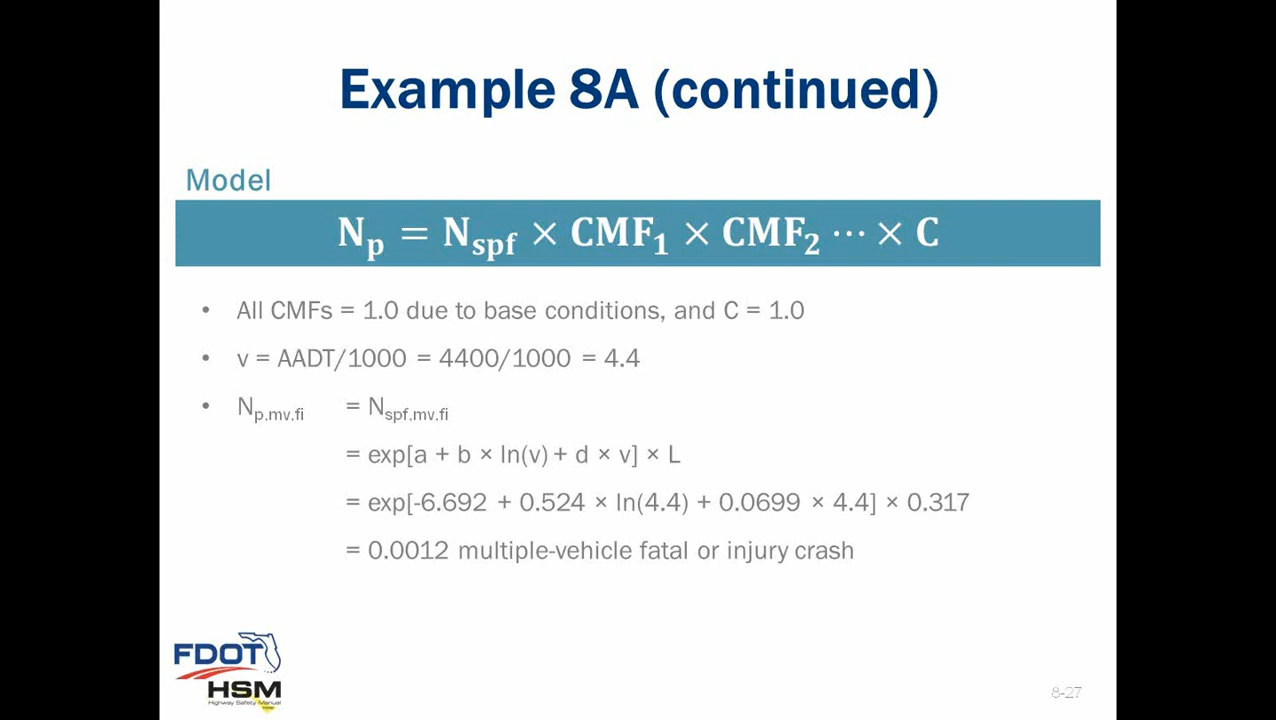 Example 8A (continued)
Model
N_p = N_spf × CMF_1 × CMF_2 ⋯ × C
• All CMFs = 1.0 due to base conditions, and C = 1.0
• v = AADT/1000 = 4400/1000 = 4.4
• N_p,mv,fi = N_spf,mv,fi
= exp[a + b × ln(v) + d × v] × L
= exp[-6.692 + 0.524 × ln(4.4) + 0.0699 × 4.4] × 0.317
= 0.0012 multiple-vehicle fatal or injury crash
FDOT
HSM
Highway Safety Manual
8-27